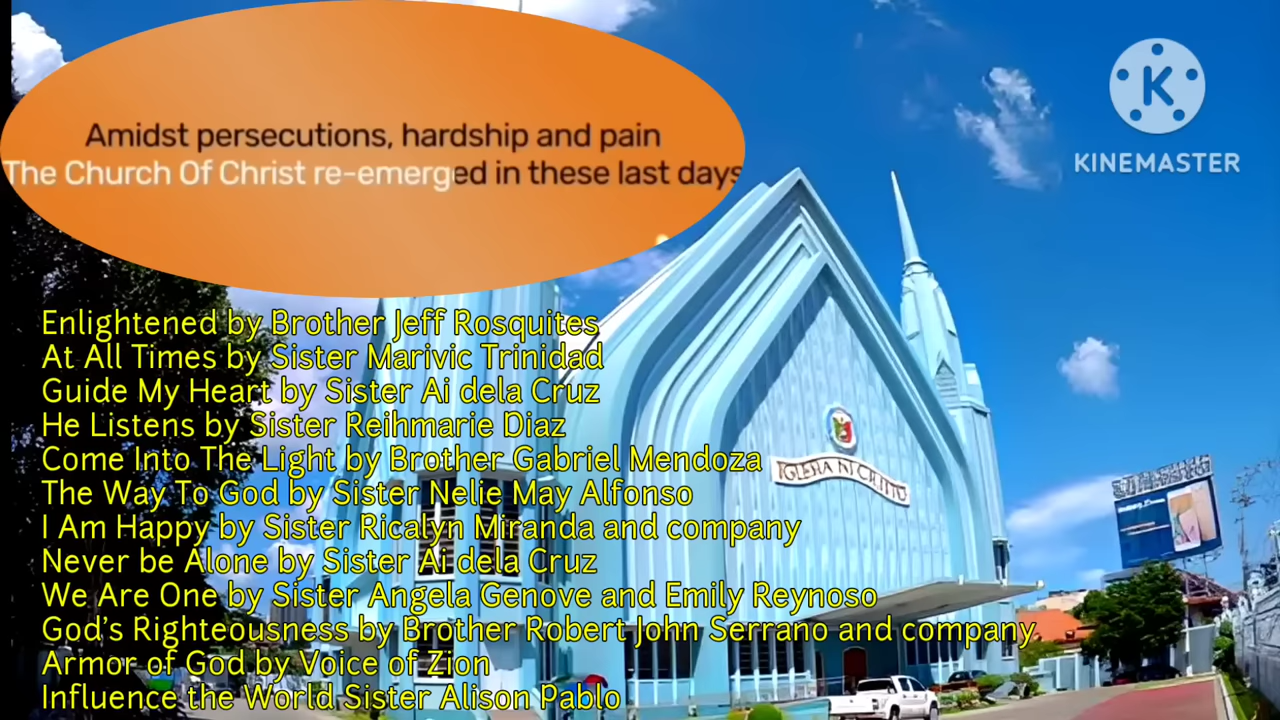 Amidst persecutions, hardship and pain
The Church Of Christ re-emerged in these last days
KINEMASTER
Enlightened by Brother Jeff Rosquites
At All Times by Sister Marivic Trinidad
Guide My Heart by Sister Ai dela Cruz
He Listens by Sister Reihmarie Diaz
Come Into The Light by Brother Gabriel Mendoza
The Way To God by Sister Nelie May Alfonso
I Am Happy by Sister Ricalyn Miranda and company
Never be Alone by Sister Ai dela Cruz
We Are One by Sister Angela Genove and Emily Reynoso
God's Righteousness by Brother Robert John Serrano and company
Armor of God by Voice of Zion
Influence the World Sister Alison Pablo
IGLESIA NI CRISTO